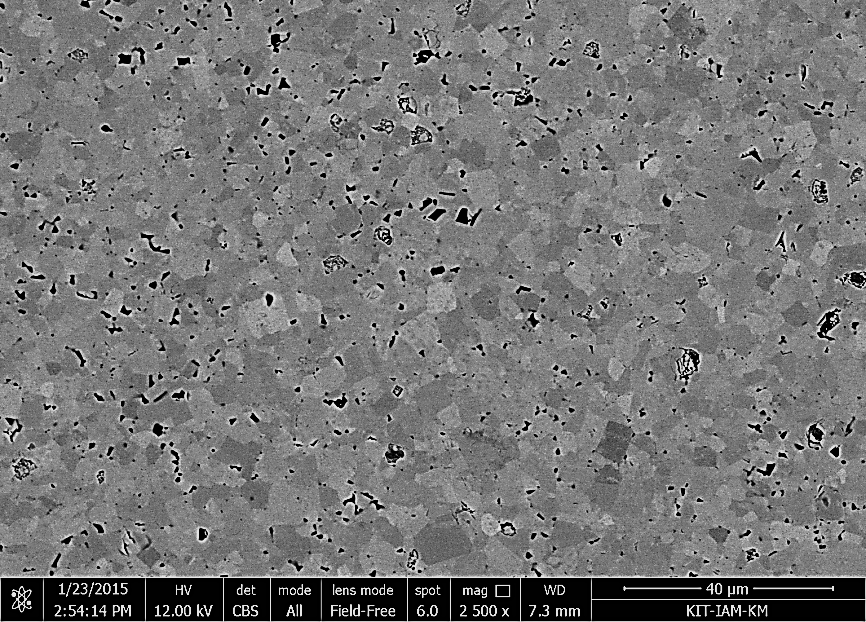 1/23/2015
2:54:14 PM
HV
12.00 kV
det
CBS
mode
All
lens mode
Field-Free
spot
6.0
mag
2 500 x
WD
7.3 mm
40 µm
KIT-IAM-KM